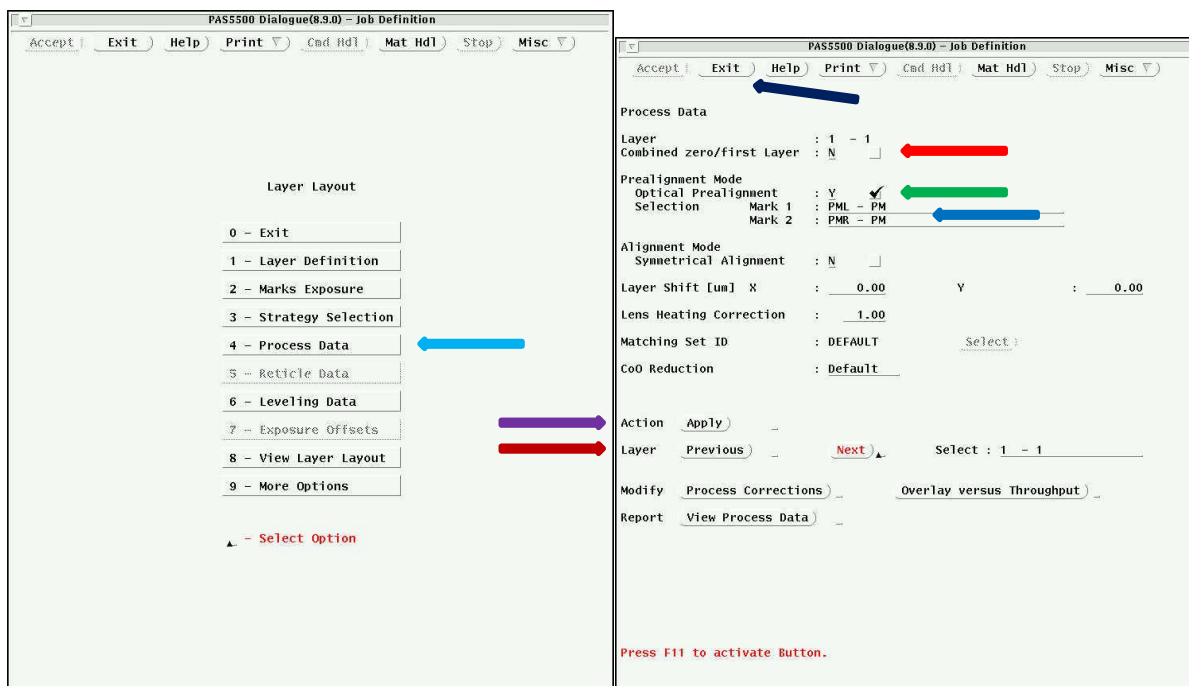 PAS5500 Dialogue(8.9.0) – Job Definition
Accept Exit Help Print Cmd Hdl Mat Hdl Stop Misc
Layer Layout
0 – Exit
1 – Layer Definition
2 – Marks Exposure
3 – Strategy Selection
4 – Process Data
5 – Reticle Data
6 – Leveling Data
7 – Exposure Offsets
8 – View Layer Layout
9 – More Options
– Select Option
PAS5500 Dialogue(8.9.0) – Job Definition
Accept Exit Help Print Cmd Hdl Mat Hdl Stop Misc
Process Data
Layer : 1 – 1
Combined zero/first Layer : N
Prealignment Mode
Optical Prealignment : Y
Selection Mark 1 : PML – PM
Mark 2 : PMR – PM
Alignment Mode
Symmetrical Alignment : N
Layer Shift [um] X : 0.00 Y : 0.00
Lens Heating Correction : 1.00
Matching Set ID : DEFAULT Select
CoO Reduction : Default
Action Apply
Layer Previous Next Select : 1 – 1
Modify Process Corrections Overlay versus Throughput
Report View Process Data
Press F11 to activate Button.